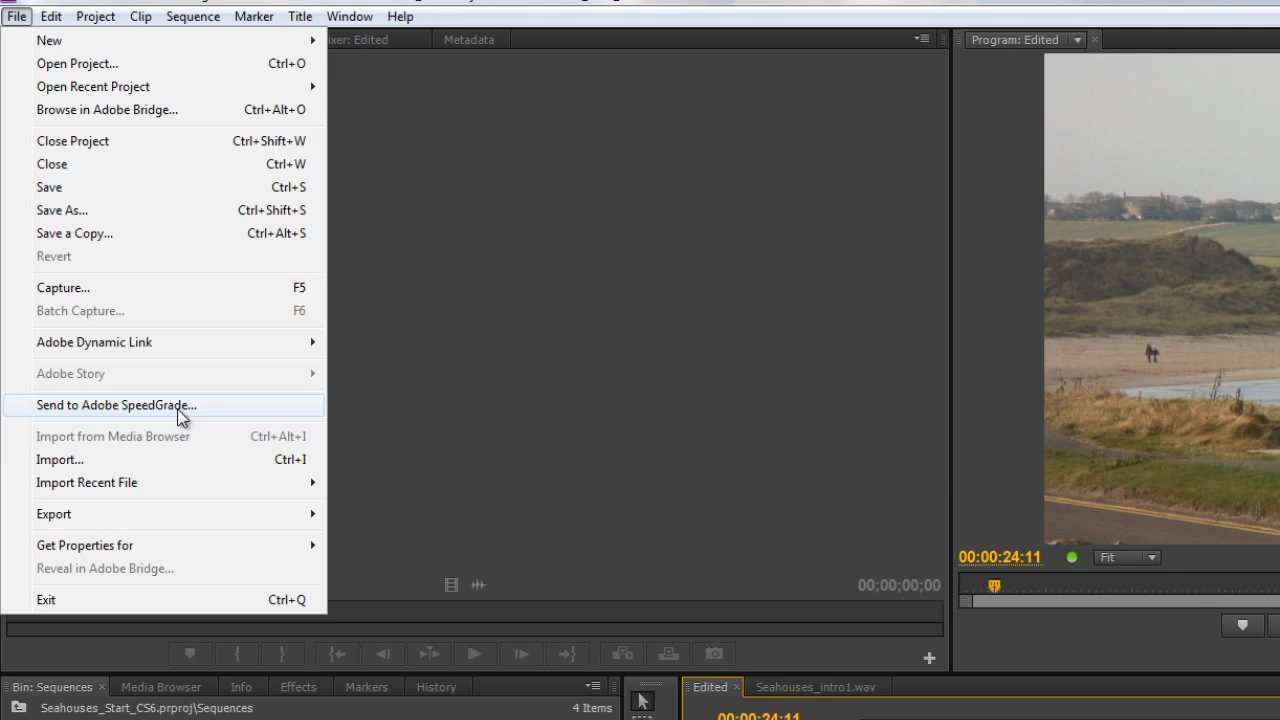 File Edit Project Clip Sequence Marker Title Window Help
New
Open Project... Ctrl+O
Open Recent Project
Browse in Adobe Bridge... Ctrl+Alt+O
Close Project Ctrl+Shift+W
Close Ctrl+W
Save Ctrl+S
Save As... Ctrl+Shift+S
Save a Copy... Ctrl+Alt+S
Revert
Capture... F5
Batch Capture... F6
Adobe Dynamic Link
Adobe Story
Send to Adobe SpeedGrade...
Import from Media Browser Ctrl+Alt+I
Import... Ctrl+I
Import Recent File
Export
Get Properties for
Reveal in Adobe Bridge...
Exit Ctrl+Q
xer: Edited Metadata
00;00;00;00
Program: Edited
00:00:24:11 Fit
Bin: Sequences Media Browser Info Effects Markers History
Seahouses_Start_CS6.prproj\Sequences 4 Items
Edited Seahouses_intro1.wav
00:00:24:11